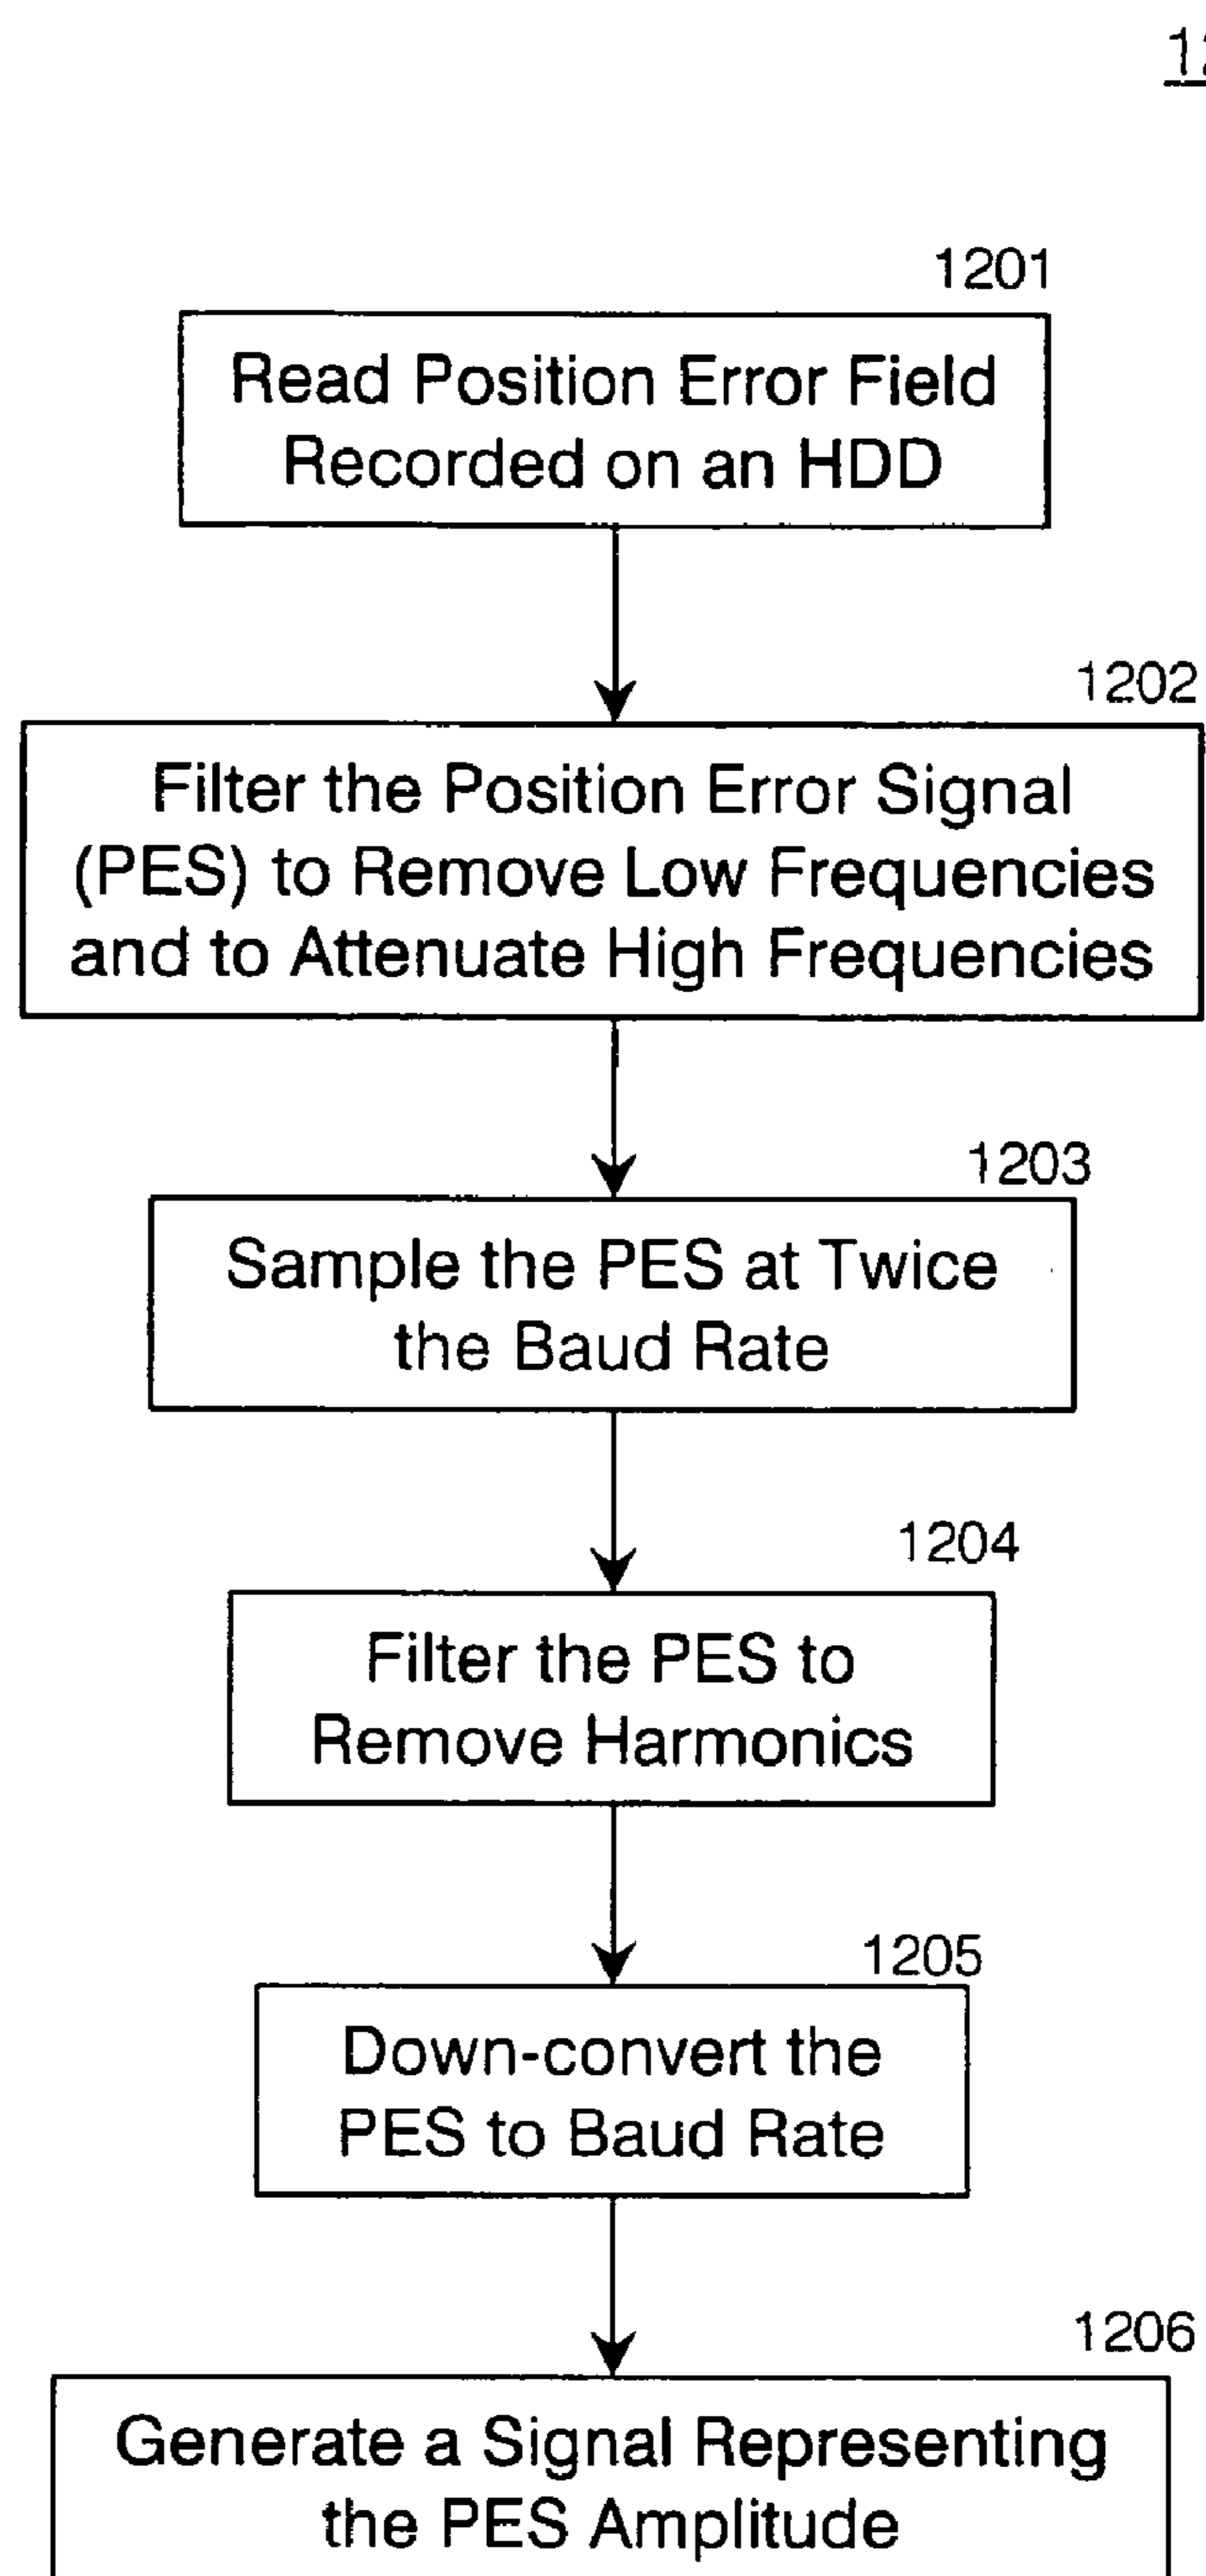 1201
Read Position Error Field
Recorded on an HDD
1202
Filter the Position Error Signal
(PES) to Remove Low Frequencies
and to Attenuate High Frequencies
1203
Sample the PES at Twice
the Baud Rate
1204
Filter the PES to
Remove Harmonics
1205
Down-convert the
PES to Baud Rate
1206
Generate a Signal Representing
the PES Amplitude